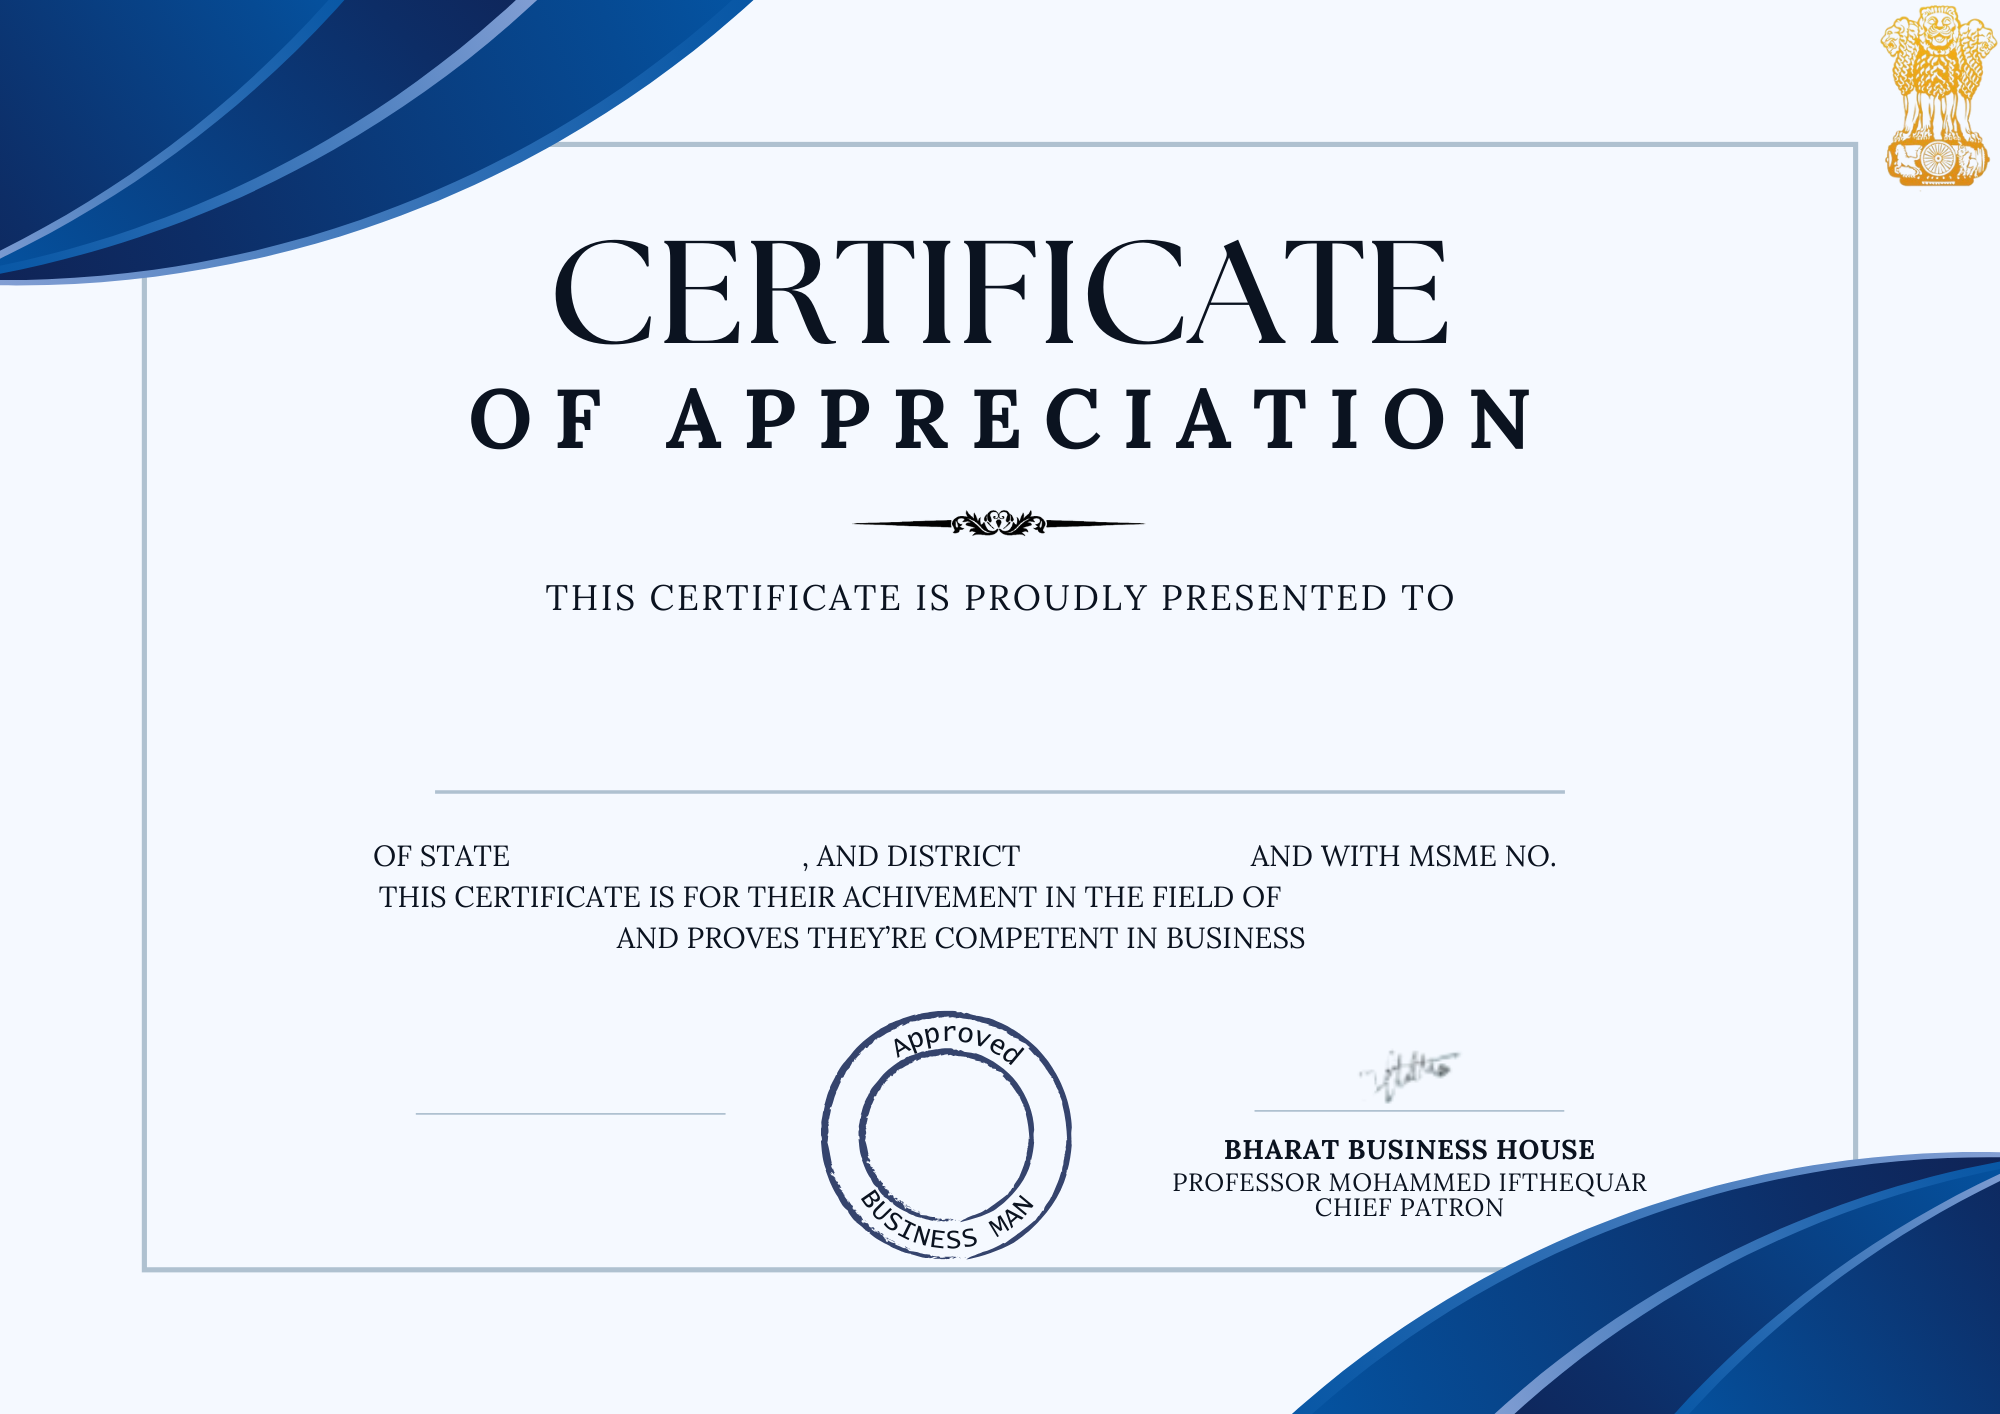 CERTIFICATE
OF APPRECIATION
THIS CERTIFICATE IS PROUDLY PRESENTED TO
OF STATE , AND DISTRICT AND WITH MSME NO.
THIS CERTIFICATE IS FOR THEIR ACHIVEMENT IN THE FIELD OF
AND PROVES THEY’RE COMPETENT IN BUSINESS
Approved
BUSINESS MAN
BHARAT BUSINESS HOUSE
PROFESSOR MOHAMMED IFTHEQUAR
CHIEF PATRON